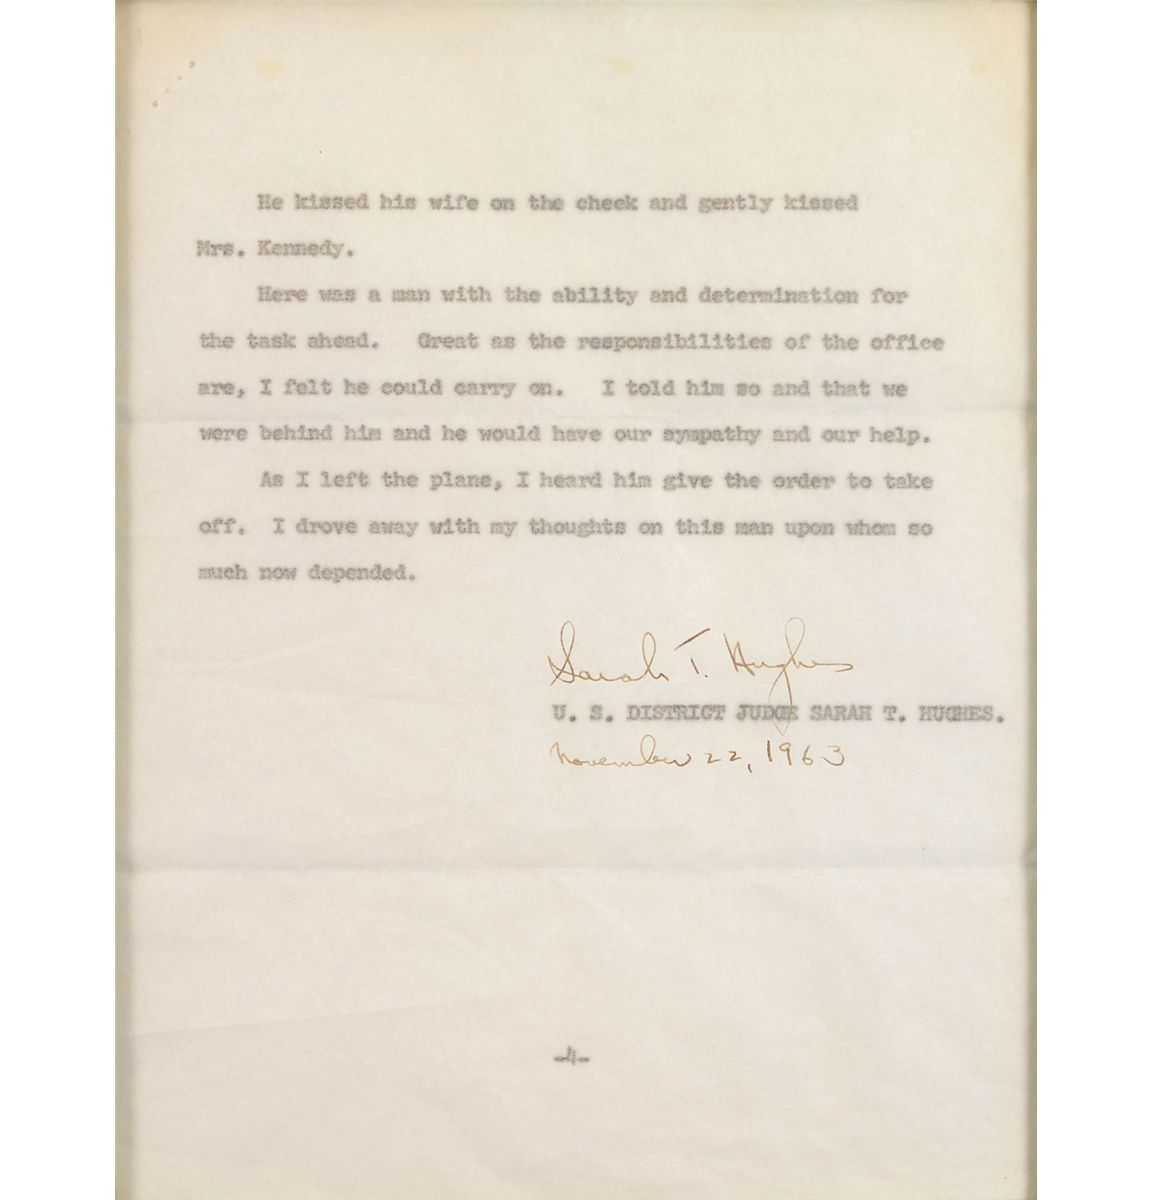 He kissed his wife on the cheek and gently kissed
Mrs. Kennedy.
Here was a man with the ability and determination for
the task ahead. Great as the responsibilities of the office
are, I felt he could carry on. I told him so and that we
were behind him and he would have our sympathy and our help.
As I left the plane, I heard him give the order to take
off. I drove away with my thoughts on this man upon whom so
much now depended.
Sarah T. Hughes
U. S. DISTRICT JUDGE SARAH T. HUGHES.
November 22, 1963
-4-